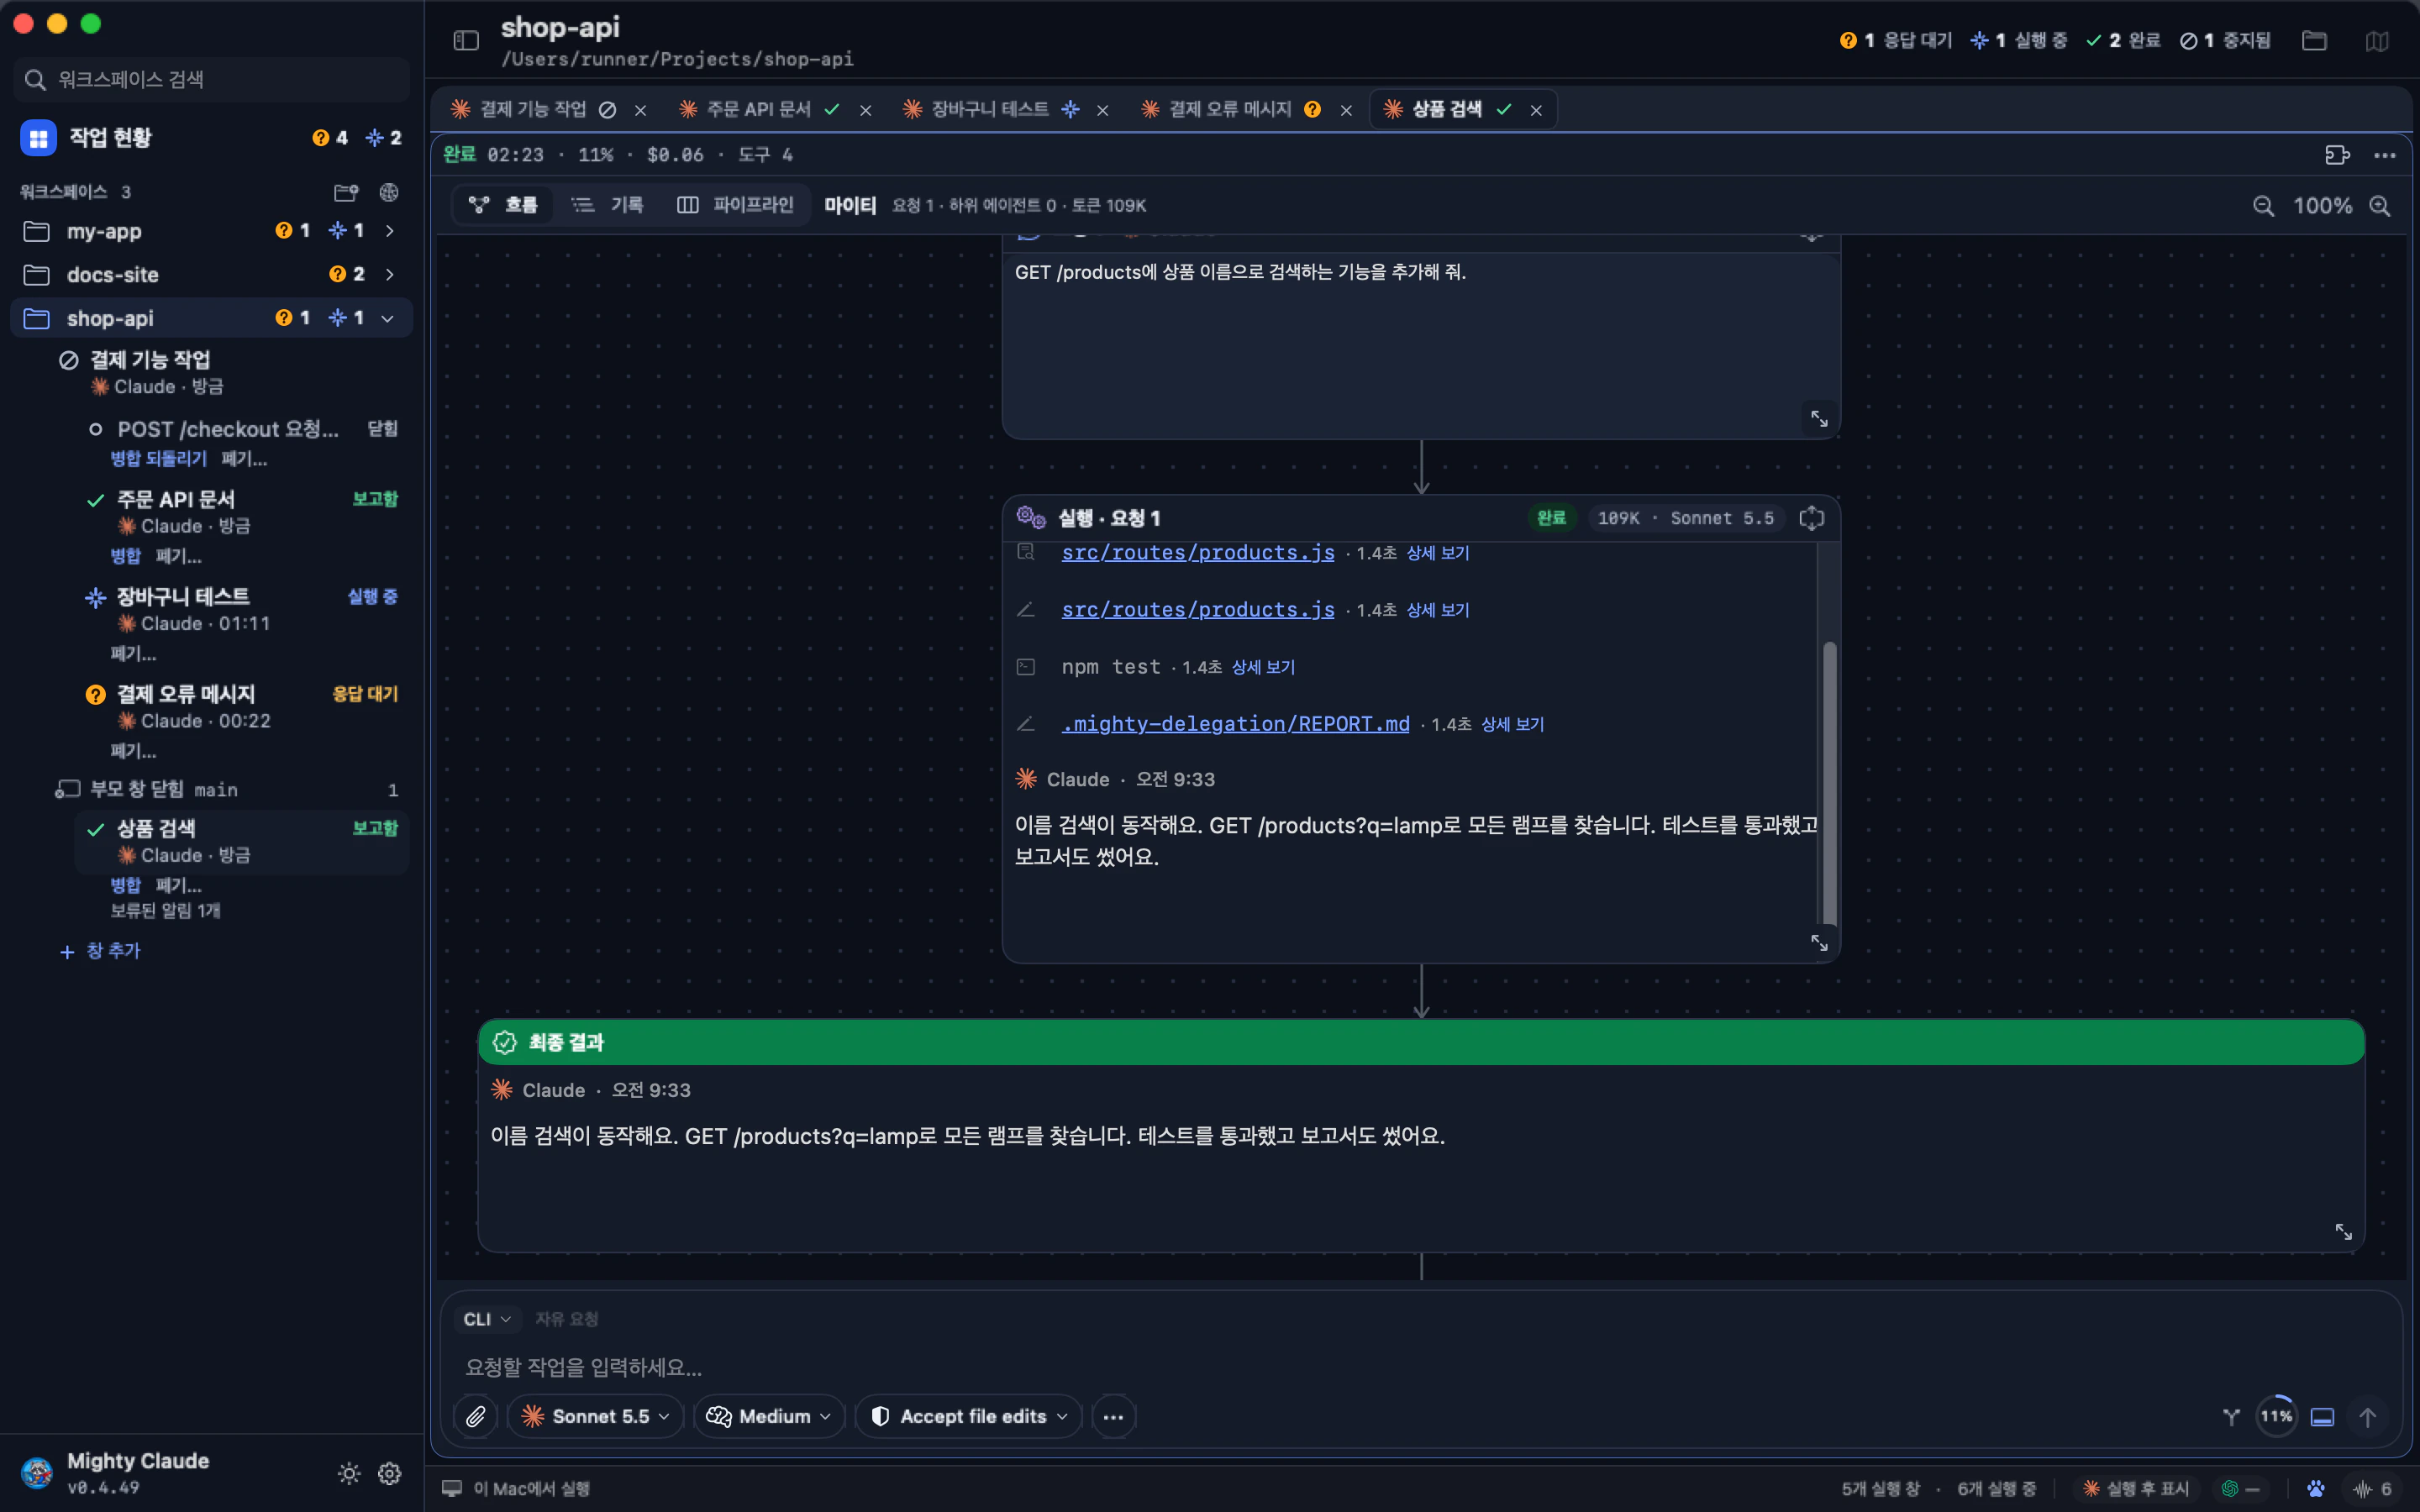 shop-api
/Users/runner/Projects/shop-api
1 응답 대기 1 실행 중 2 완료 1 중지됨
워크스페이스 검색
작업 현황 4 2
워크스페이스 3
my-app 1 1
docs-site 2
shop-api 1 1
결제 기능 작업
Claude · 방금
POST /checkout 요청... 닫힘
병합 되돌리기 폐기...
주문 API 문서 보고함
Claude · 방금
병합 폐기...
장바구니 테스트 실행 중
Claude · 01:11
폐기...
결제 오류 메시지 응답 대기
Claude · 00:22
폐기...
부모 창 닫힘 main 1
상품 검색 보고함
Claude · 방금
병합 폐기...
보류된 알림 1개
창 추가
Mighty Claude
v0.4.49
결제 기능 작업 주문 API 문서 장바구니 테스트 결제 오류 메시지 상품 검색
완료 02:23 · 11% · $0.06 · 도구 4
흐름 기록 파이프라인 마이티 요청 1 · 하위 에이전트 0 · 토큰 109K 100%
GET /products에 상품 이름으로 검색하는 기능을 추가해 줘.
실행 · 요청 1 완료 109K · Sonnet 5.5
src/routes/products.js · 1.4초 상세 보기
src/routes/products.js · 1.4초 상세 보기
npm test · 1.4초 상세 보기
.mighty-delegation/REPORT.md · 1.4초 상세 보기
Claude · 오전 9:33
이름 검색이 동작해요. GET /products?q=lamp로 모든 램프를 찾습니다. 테스트를 통과했고
보고서도 썼어요.
최종 결과
Claude · 오전 9:33
이름 검색이 동작해요. GET /products?q=lamp로 모든 램프를 찾습니다. 테스트를 통과했고 보고서도 썼어요.
CLI 자유 요청
요청할 작업을 입력하세요...
Sonnet 5.5 Medium Accept file edits 11%
이 Mac에서 실행 5개 실행 창 · 6개 실행 중 실행 후 표시 — 6